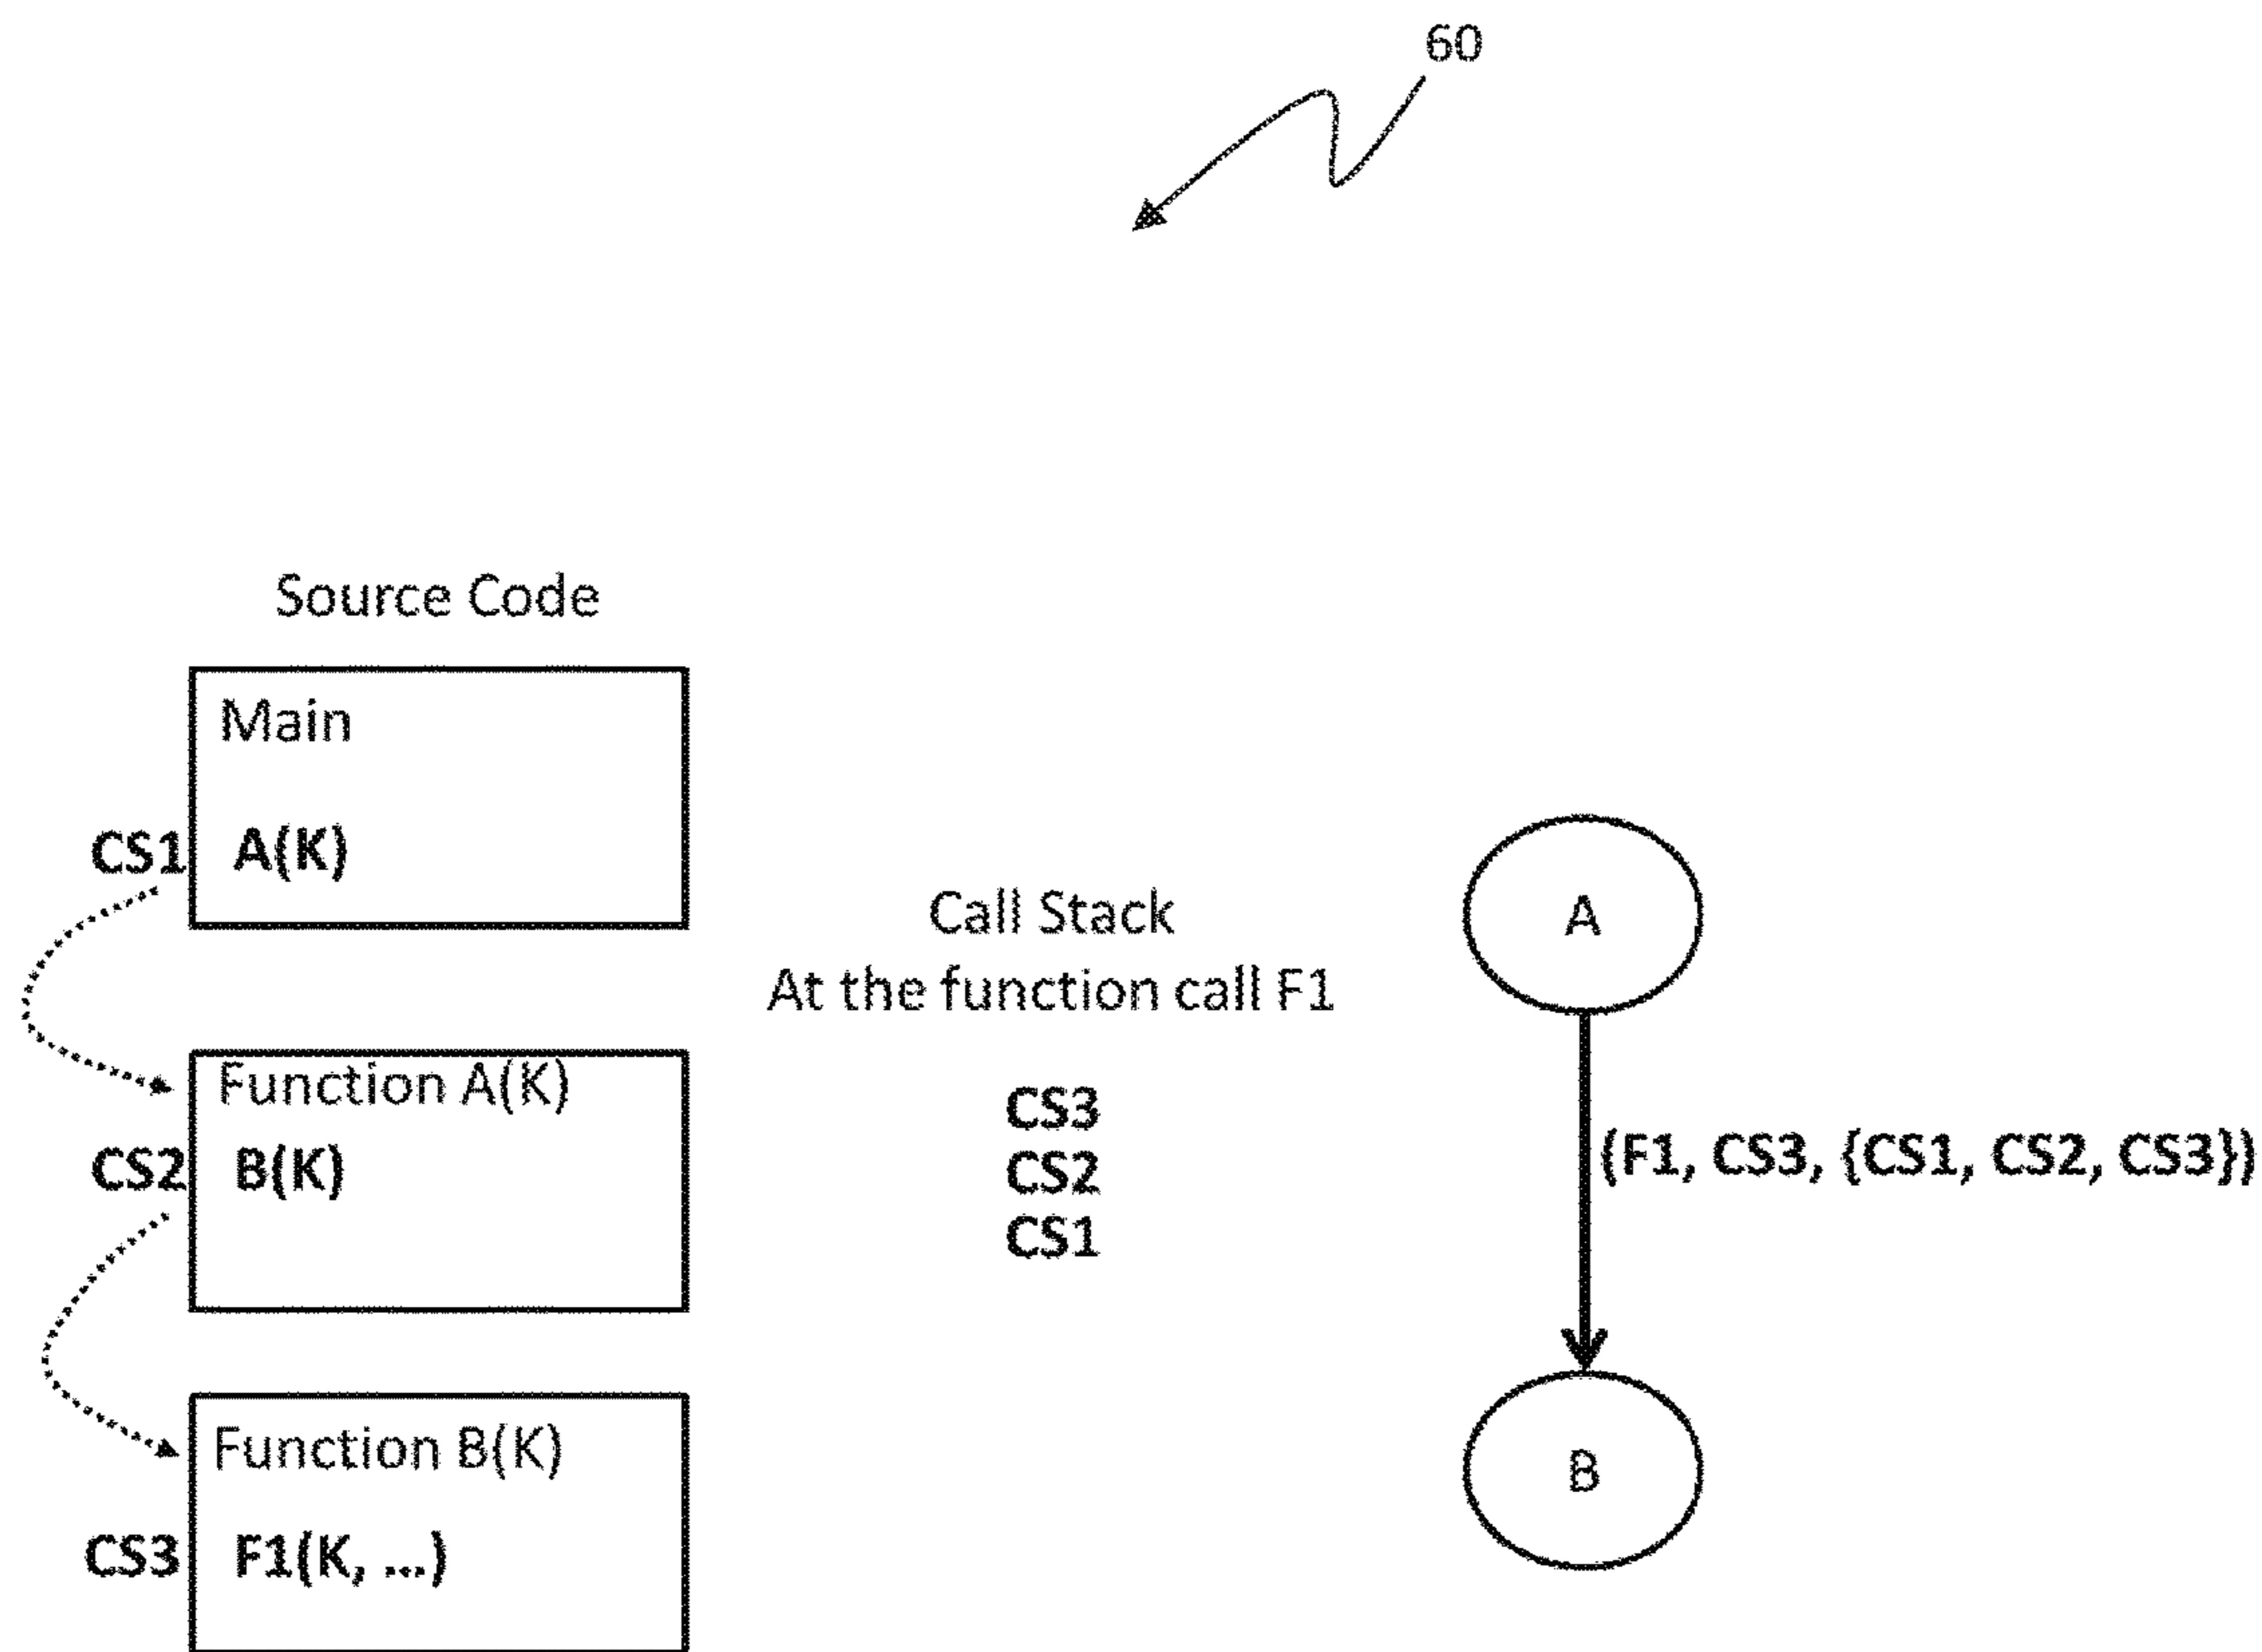 60
Source Code
Main
CS1 A(K)
Function A(K)
CS2 B(K)
Function B(K)
CS3 F1(K, ...)
Call Stack
At the function call F1
CS3
CS2
CS1
A
(F1, CS3, {CS1, CS2, CS3})
B